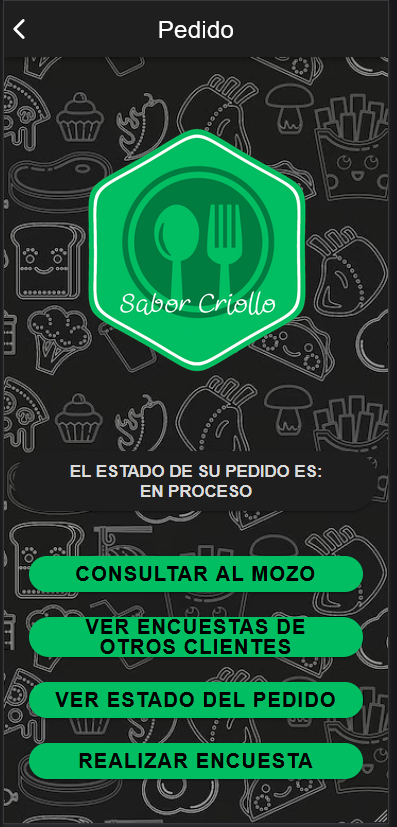 Pedido
Sabor Criollo
EL ESTADO DE SU PEDIDO ES:
EN PROCESO
CONSULTAR AL MOZO
VER ENCUESTAS DE
OTROS CLIENTES
VER ESTADO DEL PEDIDO
REALIZAR ENCUESTA